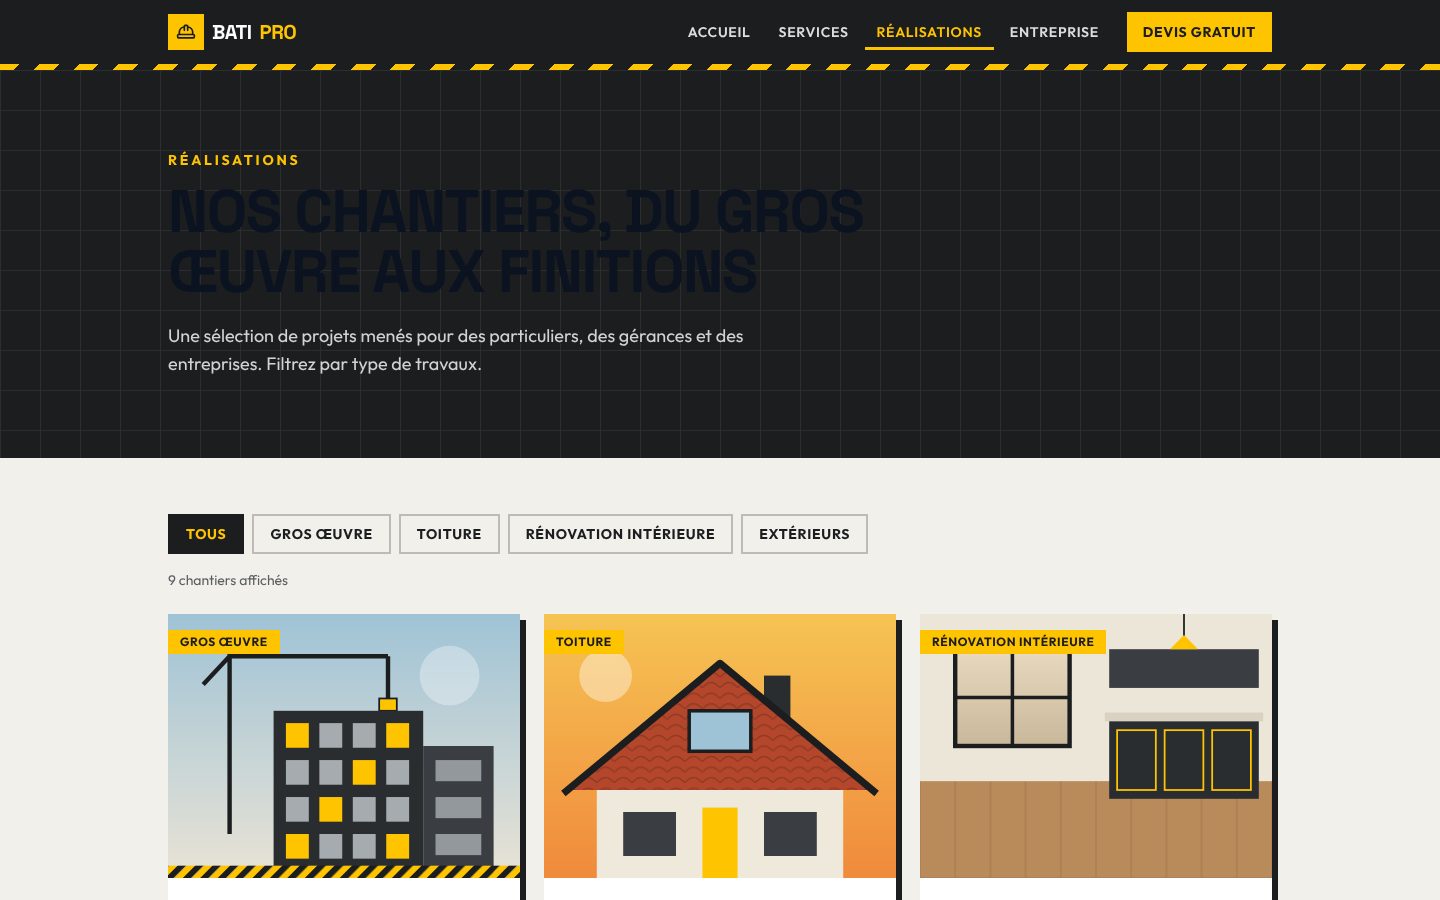 BATI PRO
ACCUEIL SERVICES RÉALISATIONS ENTREPRISE DEVIS GRATUIT
RÉALISATIONS
NOS CHANTIERS, DU GROS
ŒUVRE AUX FINITIONS
Une sélection de projets menés pour des particuliers, des gérances et des
entreprises. Filtrez par type de travaux.
TOUS GROS ŒUVRE TOITURE RÉNOVATION INTÉRIEURE EXTÉRIEURS
9 chantiers affichés
GROS ŒUVRE
TOITURE
RÉNOVATION INTÉRIEURE